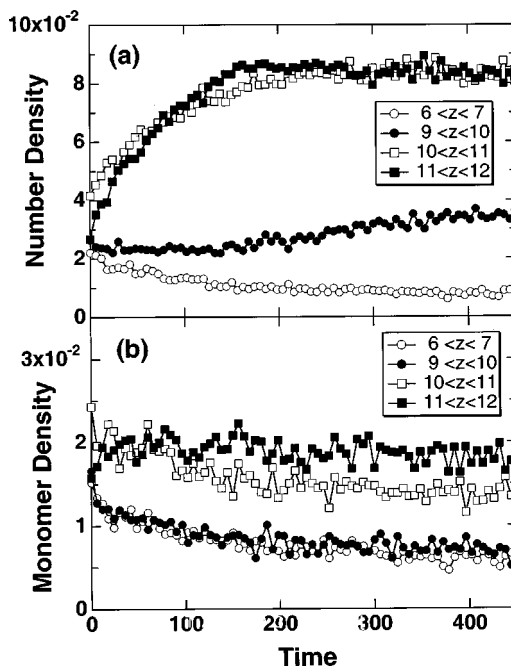 10x10⁻²
(a)
8
6
4
2
0
Number Density
6 <z< 7
9 <z<10
10<z<11
11<z<12
3x10⁻²
(b)
2
1
0
Monomer Density
6 <z< 7
9 <z<10
10<z<11
11<z<12
0 100 200 300 400
Time